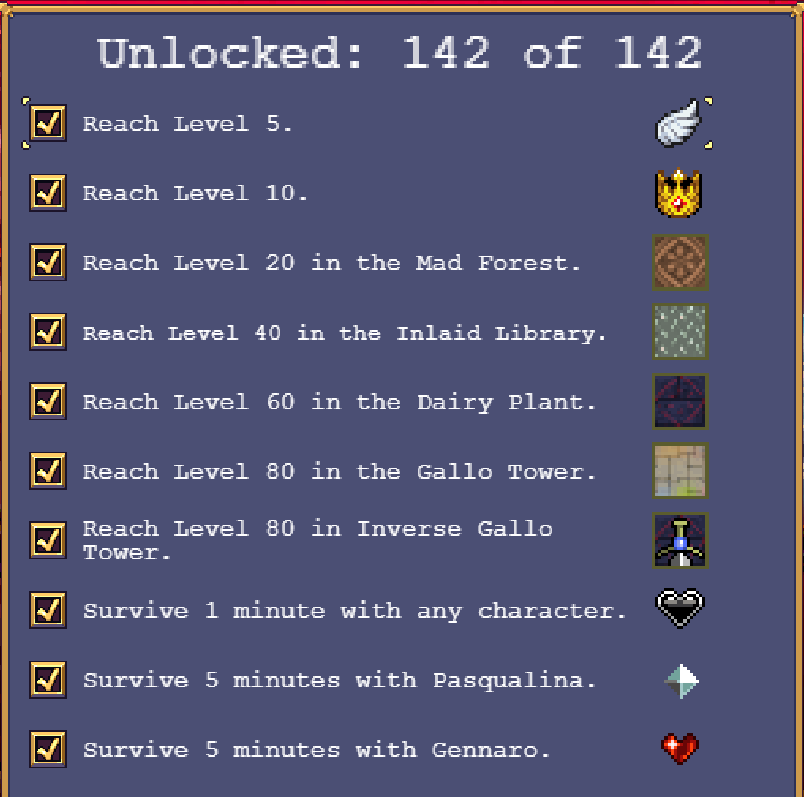 Unlocked: 142 of 142
Reach Level 5.
Reach Level 10.
Reach Level 20 in the Mad Forest.
Reach Level 40 in the Inlaid Library.
Reach Level 60 in the Dairy Plant.
Reach Level 80 in the Gallo Tower.
Reach Level 80 in Inverse Gallo
Tower.
Survive 1 minute with any character.
Survive 5 minutes with Pasqualina.
Survive 5 minutes with Gennaro.